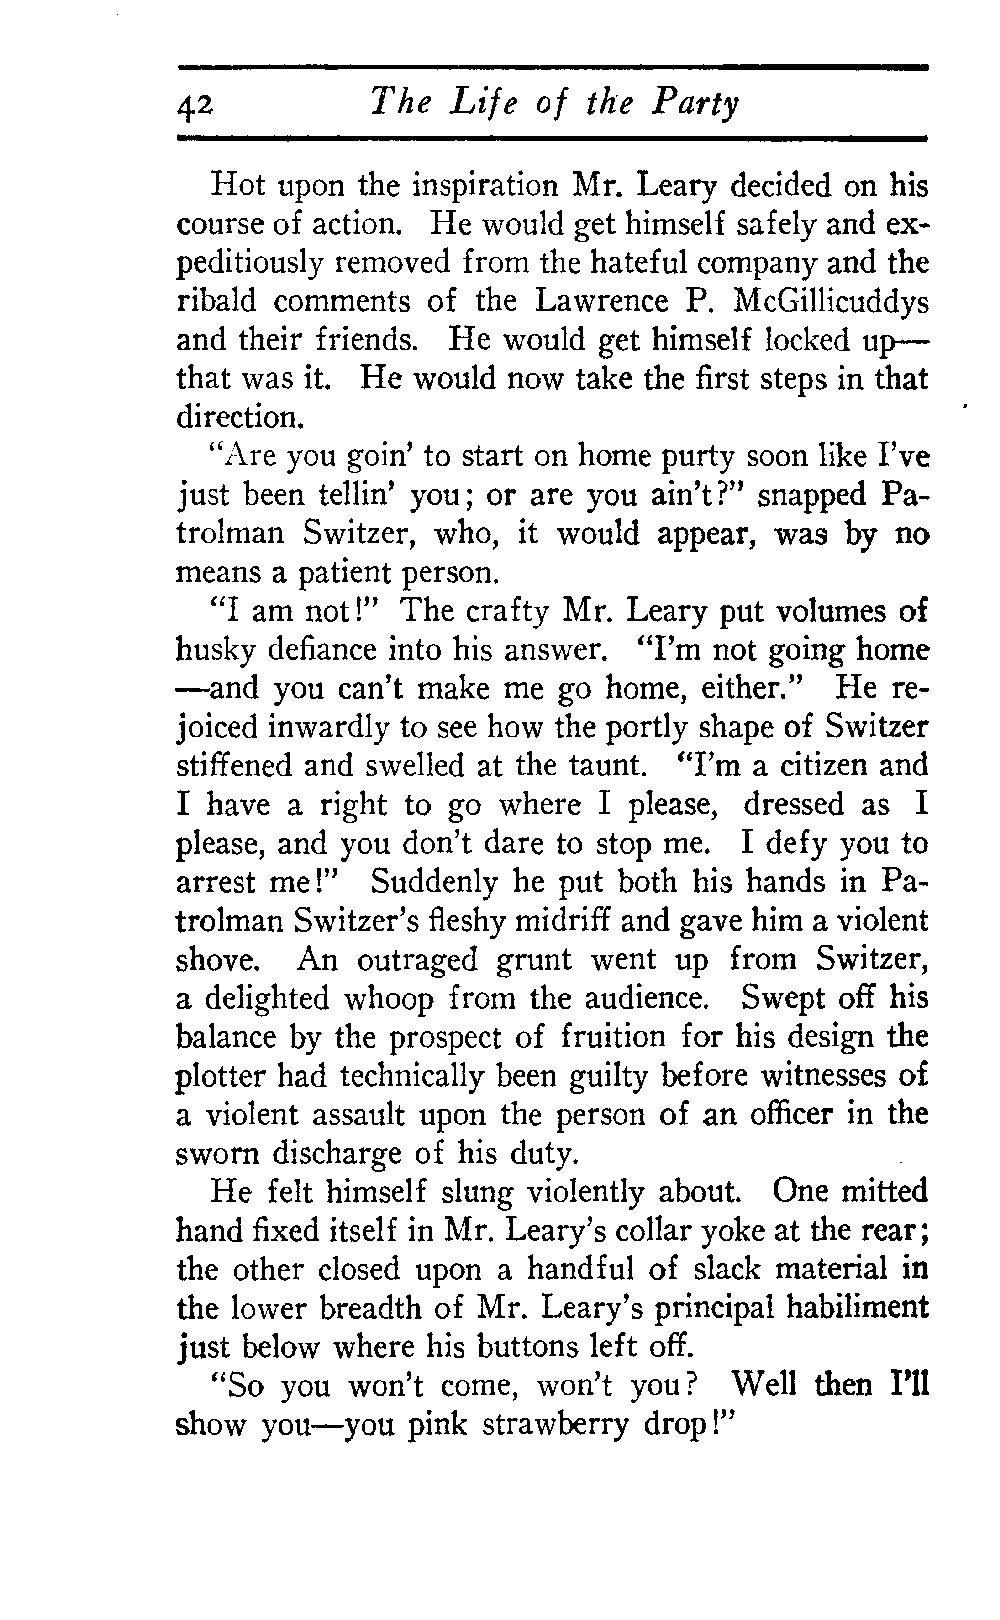 42 The Life of the Party
Hot upon the inspiration Mr. Leary decided on his
course of action. He would get himself safely and ex-
peditiously removed from the hateful company and the
ribald comments of the Lawrence P. McGillicuddys
and their friends. He would get himself locked up—
that was it. He would now take the first steps in that
direction.
“Are you goin’ to start on home purty soon like I’ve
just been tellin’ you; or are you ain’t?” snapped Pa-
trolman Switzer, who, it would appear, was by no
means a patient person.
“I am not!” The crafty Mr. Leary put volumes of
husky defiance into his answer. “I’m not going home
—and you can’t make me go home, either.” He re-
joiced inwardly to see how the portly shape of Switzer
stiffened and swelled at the taunt. “I’m a citizen and
I have a right to go where I please, dressed as I
please, and you don’t dare to stop me. I defy you to
arrest me!” Suddenly he put both his hands in Pa-
trolman Switzer’s fleshy midriff and gave him a violent
shove. An outraged grunt went up from Switzer,
a delighted whoop from the audience. Swept off his
balance by the prospect of fruition for his design the
plotter had technically been guilty before witnesses of
a violent assault upon the person of an officer in the
sworn discharge of his duty.
He felt himself slung violently about. One mitted
hand fixed itself in Mr. Leary’s collar yoke at the rear;
the other closed upon a handful of slack material in
the lower breadth of Mr. Leary’s principal habiliment
just below where his buttons left off.
“So you won’t come, won’t you? Well then I’ll
show you—you pink strawberry drop!”